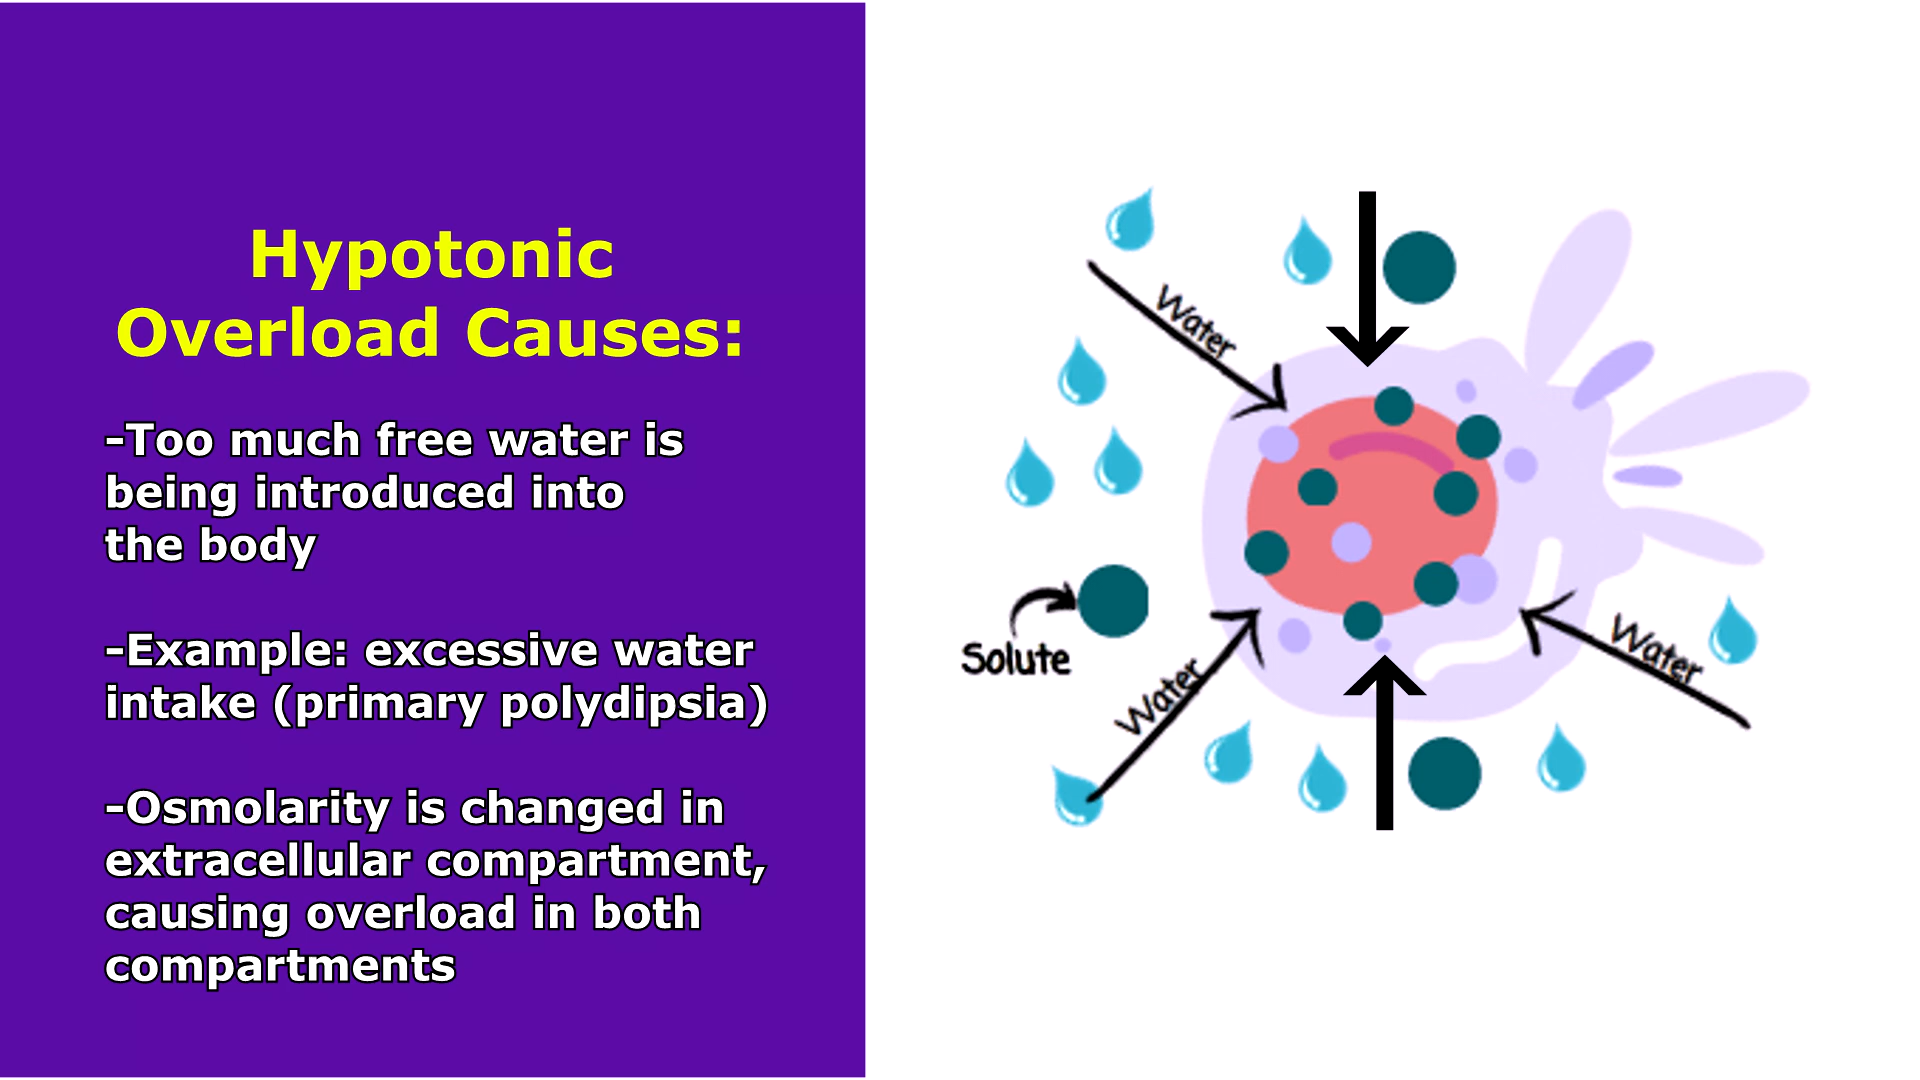 Hypotonic
Overload Causes:
-Too much free water is
being introduced into
the body
-Example: excessive water
intake (primary polydipsia)
-Osmolarity is changed in
extracellular compartment,
causing overload in both
compartments
Water
Solute
Water
Water